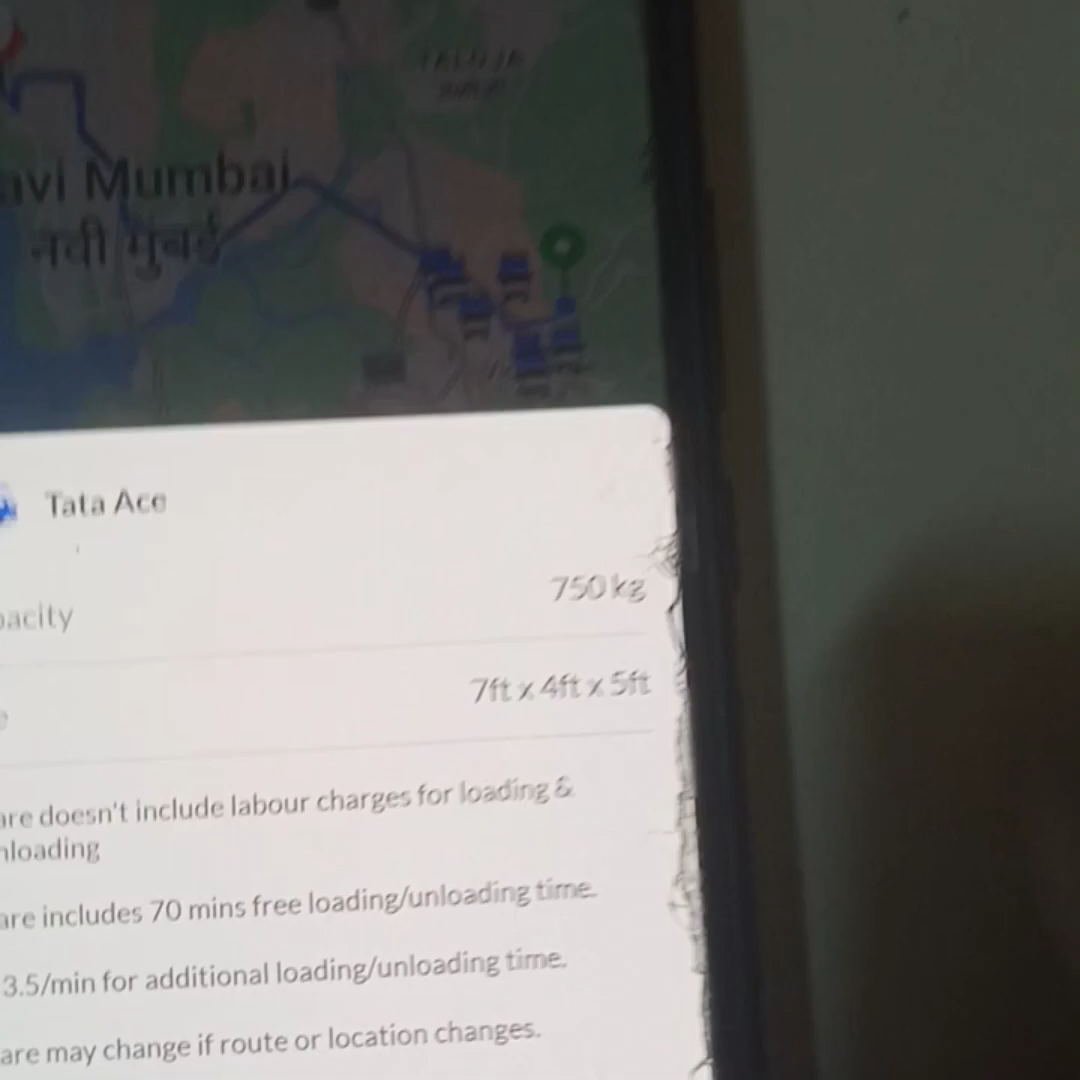 TALOJA
avi Mumbai
नवी मुंबई
Tata Ace
750 kg
pacity
7ft x 4ft x 5ft
e
are doesn't include labour charges for loading &
nloading
are includes 70 mins free loading/unloading time.
3.5/min for additional loading/unloading time.
are may change if route or location changes.